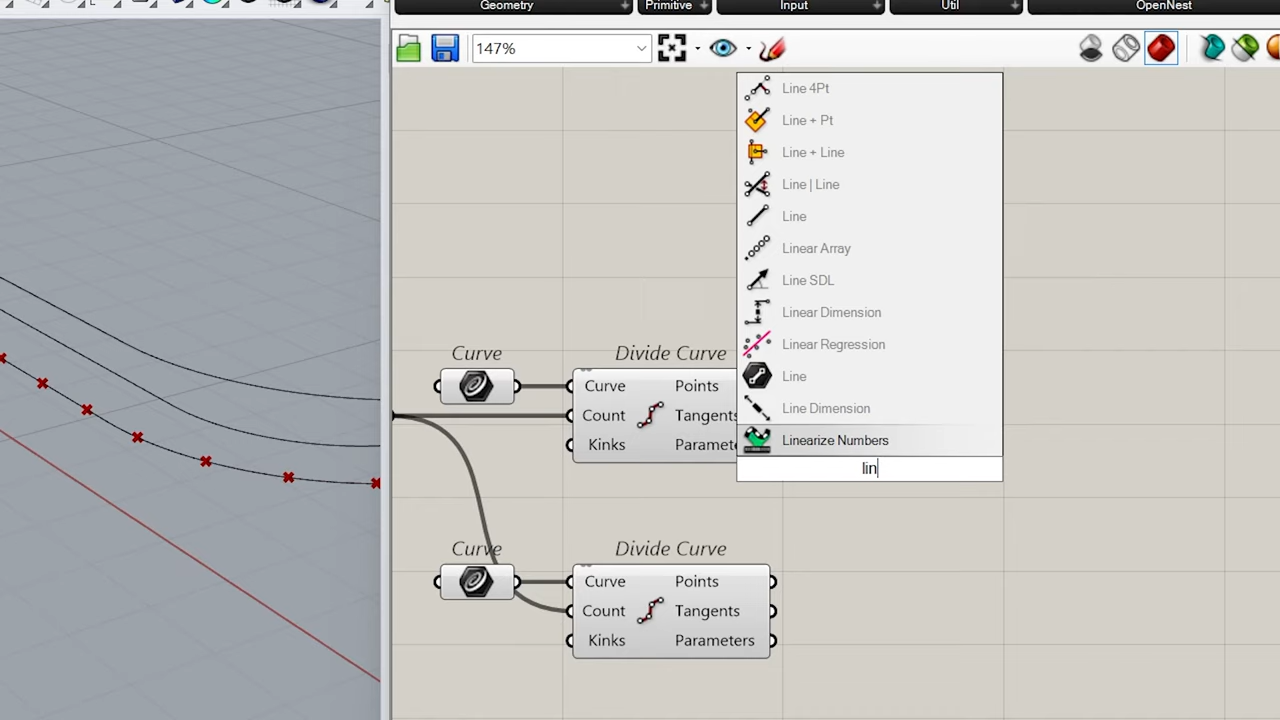 Geometry
Primitive
Input
Util
OpenNest
147%
Line 4Pt
Line + Pt
Line + Line
Line | Line
Line
Linear Array
Line SDL
Linear Dimension
Linear Regression
Line
Line Dimension
Linearize Numbers
lin
Curve
Divide Curve
Curve Points
Count Tangents
Kinks
Curve
Divide Curve
Curve Points
Count Tangents
Kinks Parameters